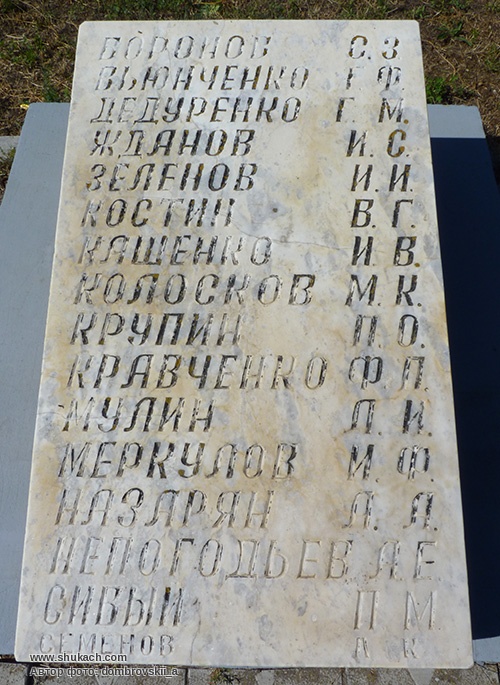 ВОРОНОВ С. З
ВЬЮНЧЕНКО Г. Ф.
ДЕДУРЕНКО Г. М.
ЖДАНОВ И. С.
ЗЕЛЕНОВ И. И.
КОСТИН В. Г.
КАЩЕНКО И. В.
КОЛОСКОВ М. К.
КРУПИН П. О.
КРАВЧЕНКО Ф. П.
МУЛИН И.
МЕРКУЛОВ М. Ф.
НАЗАРЯН
НЕПОГОДЬЕВ Е.
СИВЫЙ П М.
СЕМЕНОВ К
www.shukach.com
Автор фото: dombrovskii_a